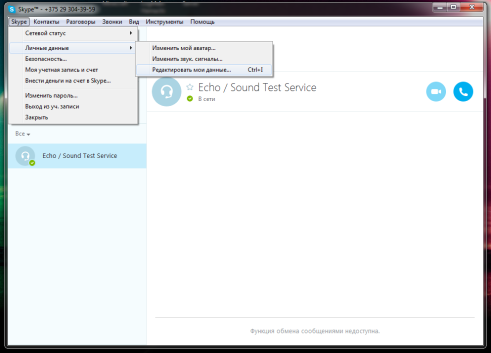 Skype™ - +375 29 304-39-59
Skype Контакты Разговоры Звонки Вид Инструменты Помощь
Сетевой статус
Личные данные
Безопасность...
Моя учетная запись и счет
Внести деньги на счет в Skype...
Изменить пароль...
Выход из уч. записи
Закрыть
Изменить мой аватар...
Изменить звук. сигналы...
Редактировать мои данные... Ctrl+I
Echo / Sound Test Service
В сети
Все
Echo / Sound Test Service
Функция обмена сообщениями недоступна.